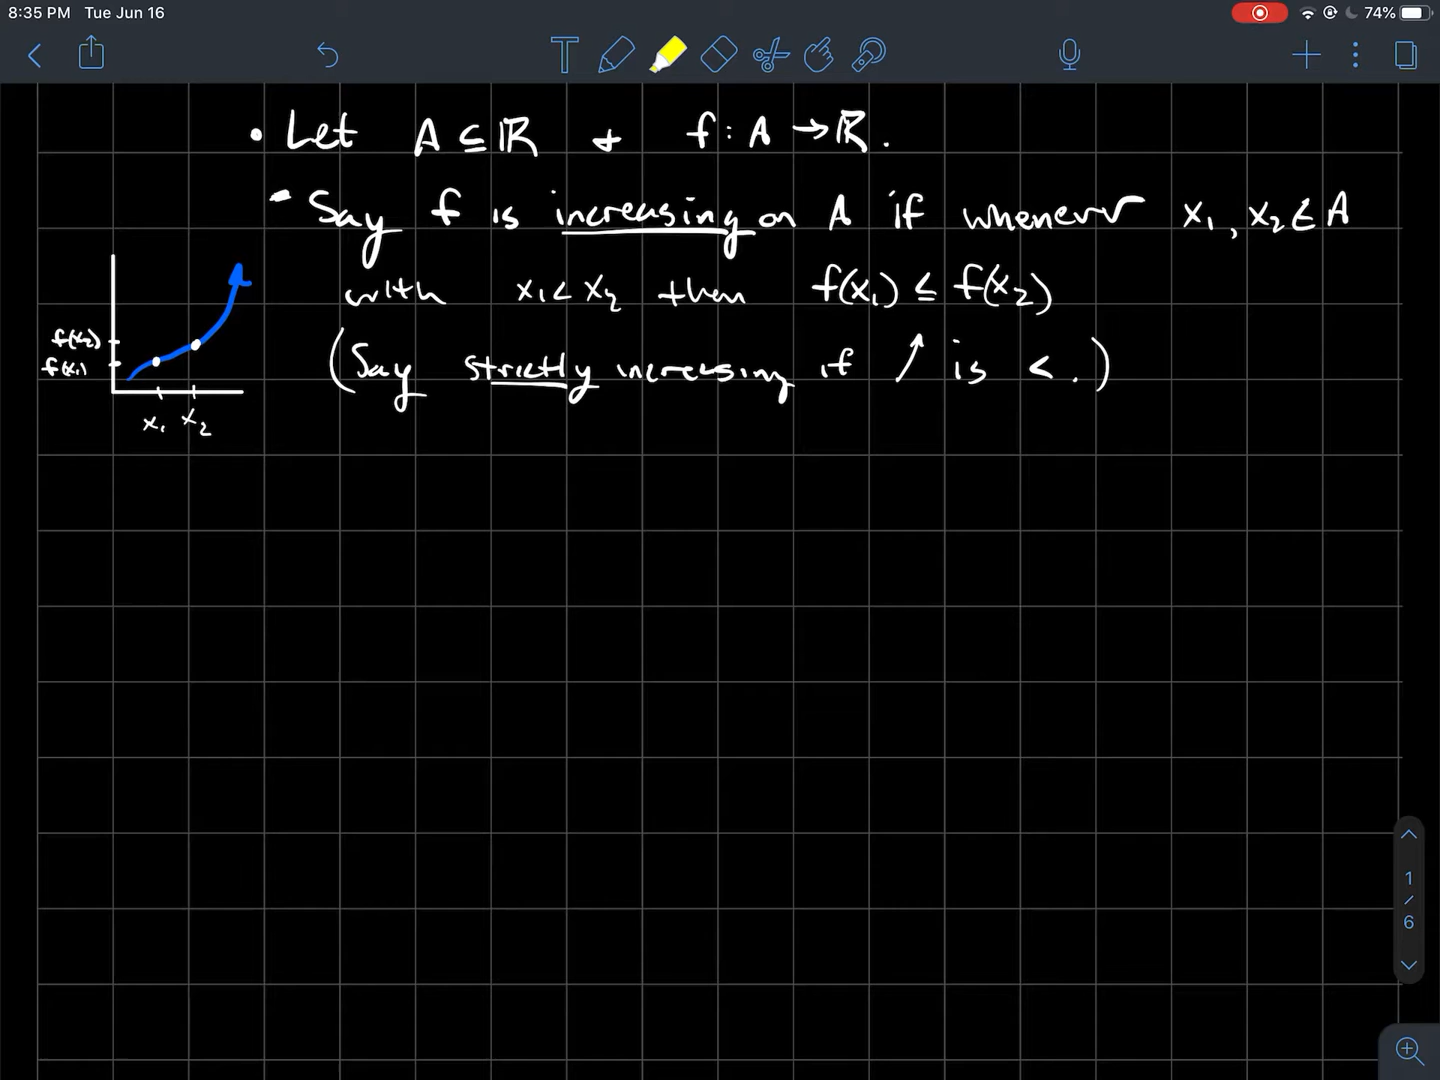 8:35 PM Tue Jun 16 74%
• Let A ⊆ ℝ + f : A → ℝ.
- Say f is increasing on A if whenever x₁, x₂ ∈ A
with x₁ < x₂ then f(x₁) ≤ f(x₂)
(Say strictly increasing if ↗ is < .)
f(x₂)
f(x₁)
x₁ x₂
1
/
6